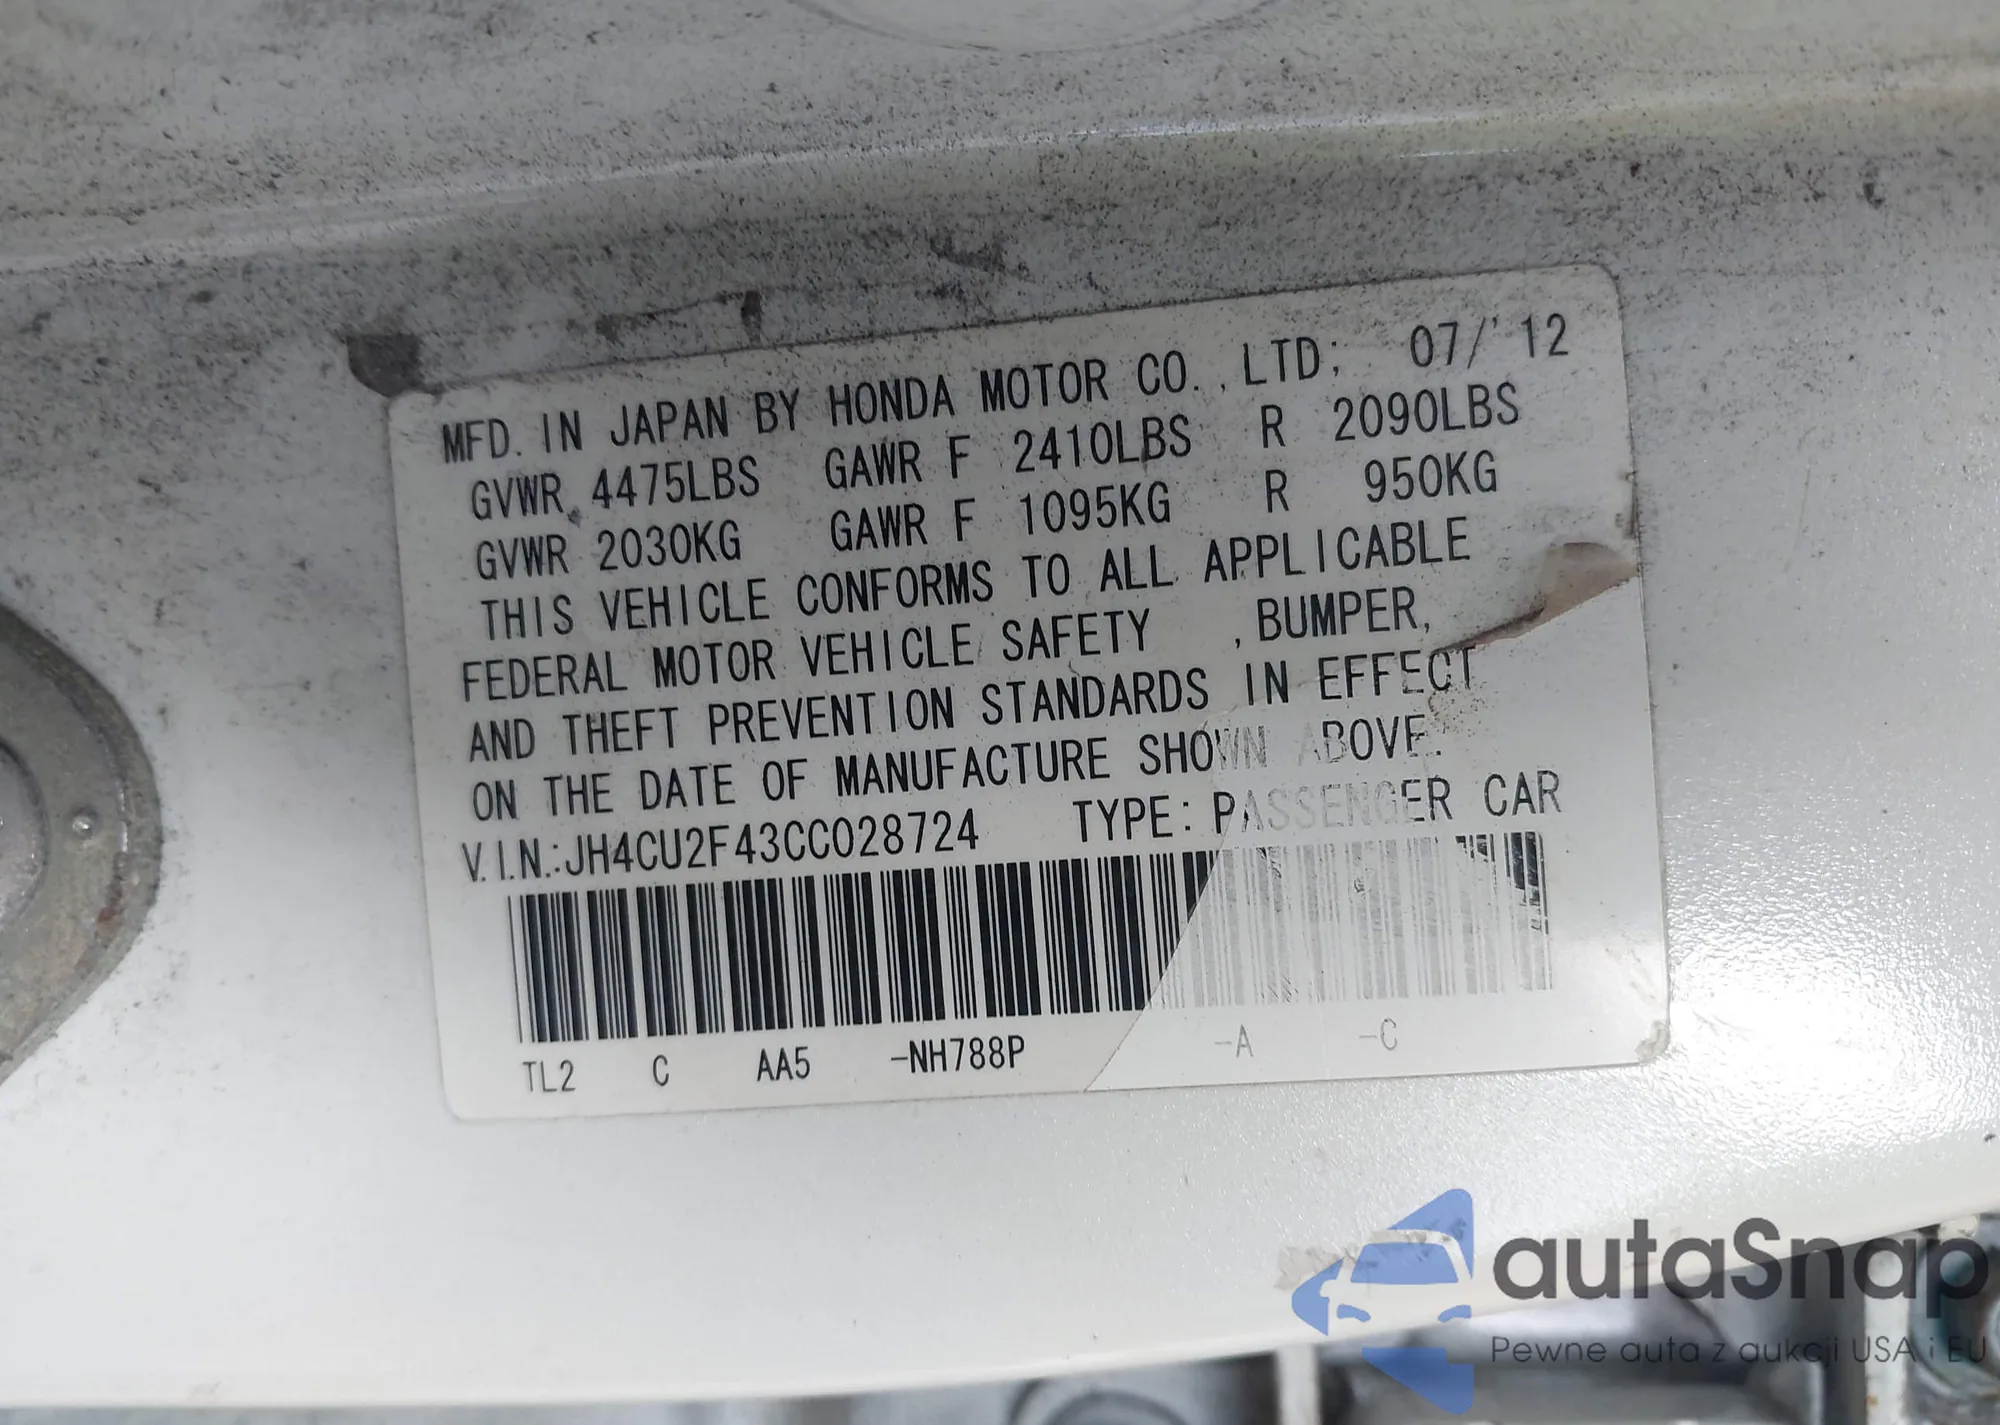 MFD. IN JAPAN BY HONDA MOTOR CO., LTD; 07/'12
GVWR 4475LBS GAWR F 2410LBS R 2090LBS
GVWR 2030KG GAWR F 1095KG R 950KG
THIS VEHICLE CONFORMS TO ALL APPLICABLE
FEDERAL MOTOR VEHICLE SAFETY , BUMPER,
AND THEFT PREVENTION STANDARDS IN EFFECT
ON THE DATE OF MANUFACTURE SHOWN ABOVE.
V.I.N.:JH4CU2F43CC028724 TYPE: PASSENGER CAR
TL2 C AA5 -NH788P -A -C
autaSnap
Pewne auta z aukcji USA i EU